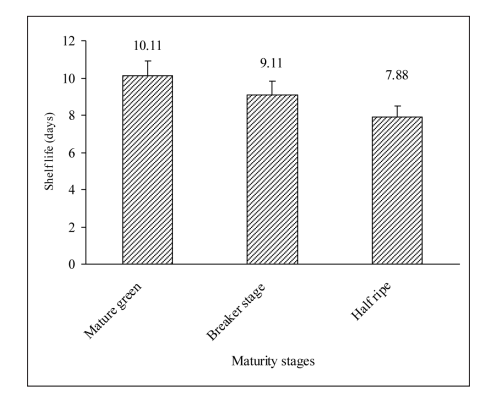 12
10
8
6
4
2
0
Shelf life (days)
10.11
9.11
7.88
Mature green
Breaker stage
Half ripe
Maturity stages